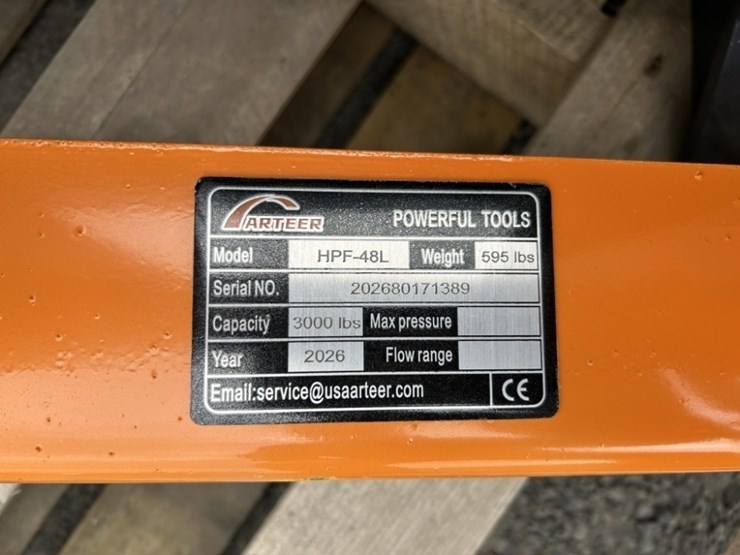 ARTEER POWERFUL TOOLS
Model HPF-48L Weight 595 lbs
Serial NO. 202680171389
Capacity 3000 lbs Max pressure
Year 2026 Flow range
Email:service@usaarteer.com CE